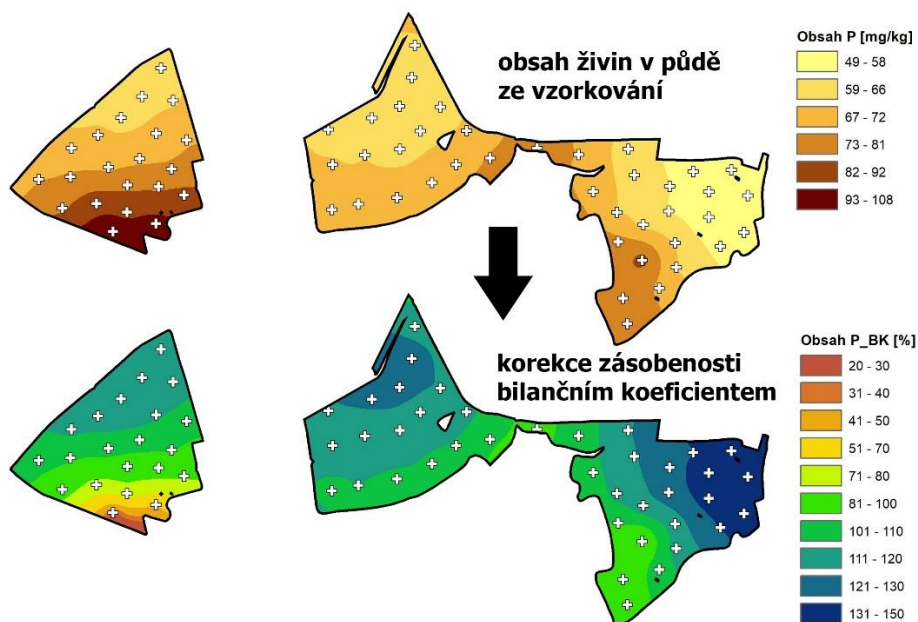 Obsah P [mg/kg]
49 - 58
59 - 66
67 - 72
73 - 81
82 - 92
93 - 108
obsah živin v půdě
ze vzorkování
korekce zásobenosti
bilančním koeficientem
Obsah P_BK [%]
20 - 30
31 - 40
41 - 50
51 - 70
71 - 80
81 - 100
101 - 110
111 - 120
121 - 130
131 - 150